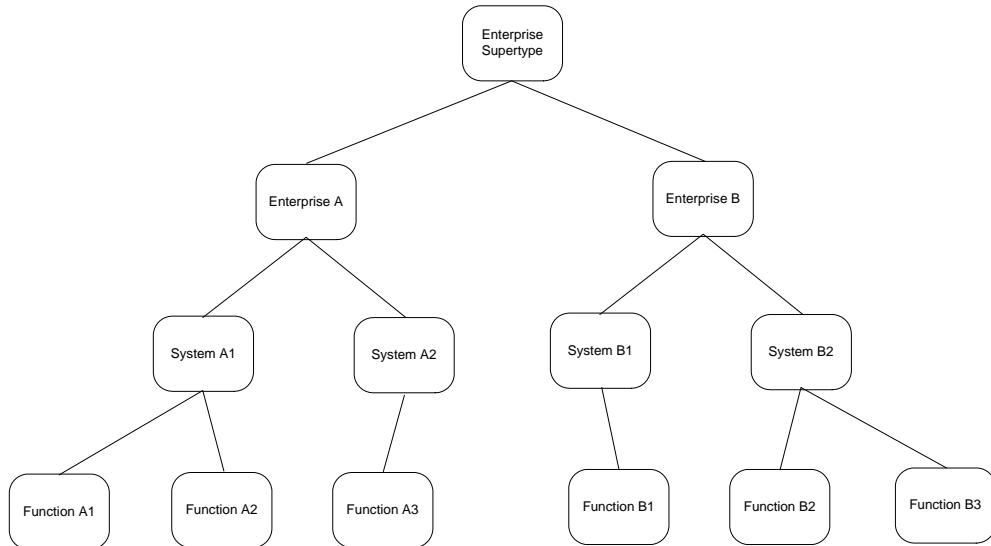 Enterprise
Supertype
Enterprise A
Enterprise B
System A1
System A2
System B1
System B2
Function A1
Function A2
Function A3
Function B1
Function B2
Function B3